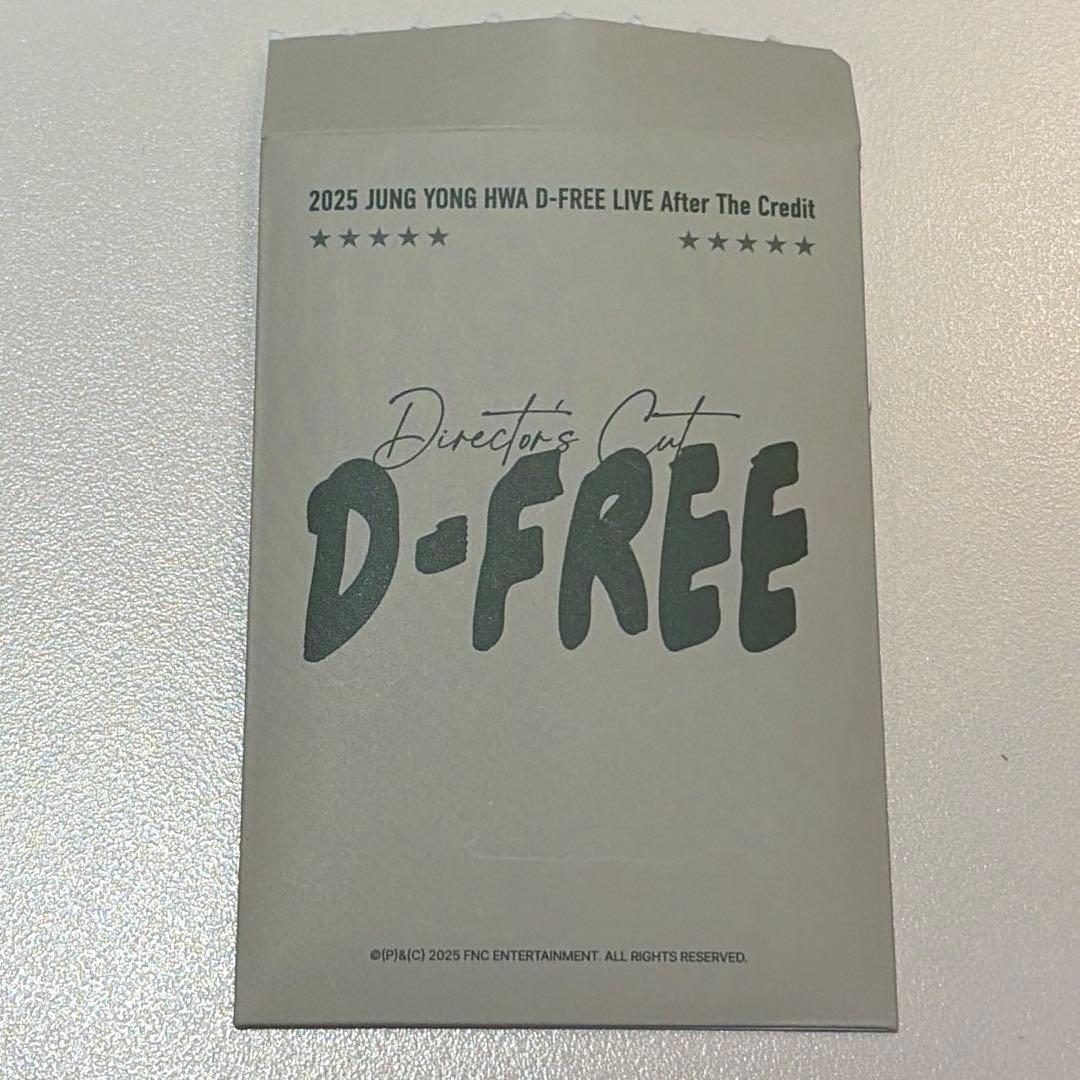 2025 JUNG YONG HWA D-FREE LIVE After The Credit
★★★★★ ★★★★★
Director's Cut
D-FREE
©(P)&(C) 2025 FNC ENTERTAINMENT. ALL RIGHTS RESERVED.